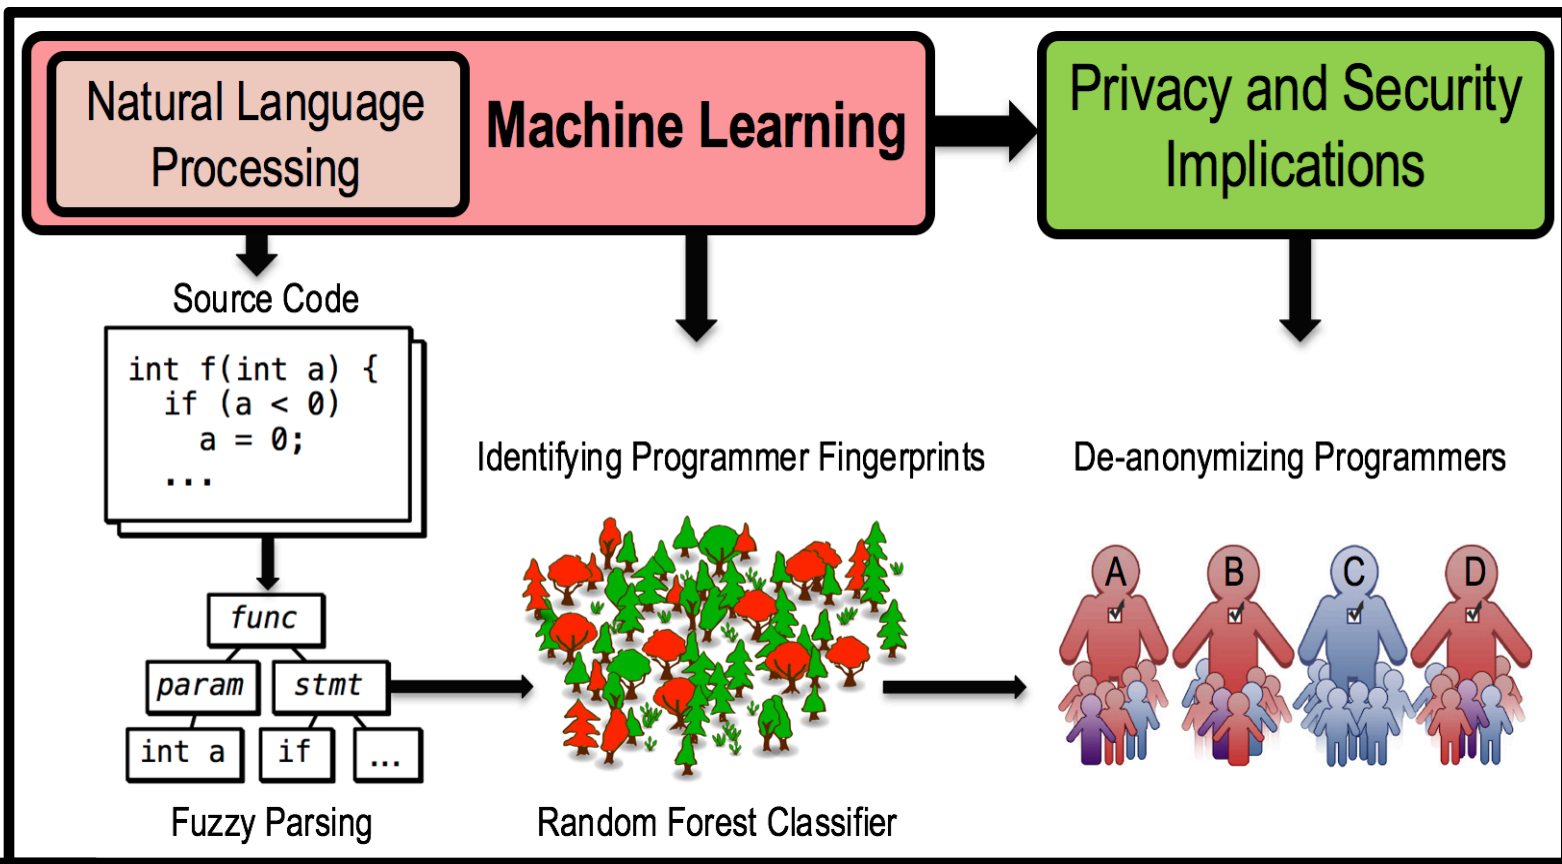 Natural Language
Processing
Machine Learning
Privacy and Security
Implications
Source Code
int f(int a) {
if (a < 0)
a = 0;
...
func
param
stmt
int a
if
...
Fuzzy Parsing
Identifying Programmer Fingerprints
Random Forest Classifier
De-anonymizing Programmers
A
B
C
D